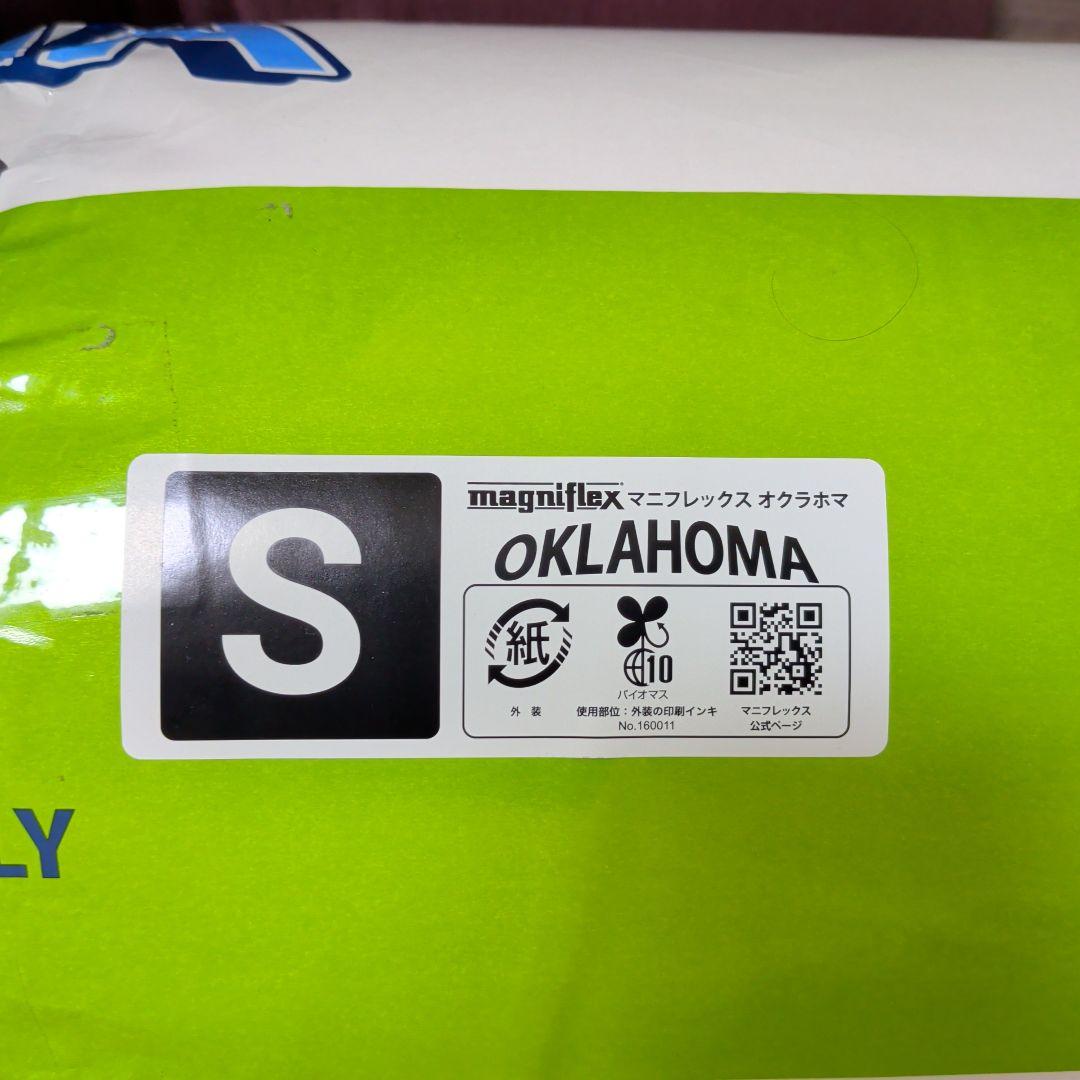 S
magniflex マニフレックス オクラホマ
OKLAHOMA
紙
外 装
10
バイオマス
使用部位：外装の印刷インキ
No.160011
マニフレックス
公式ページ
LY